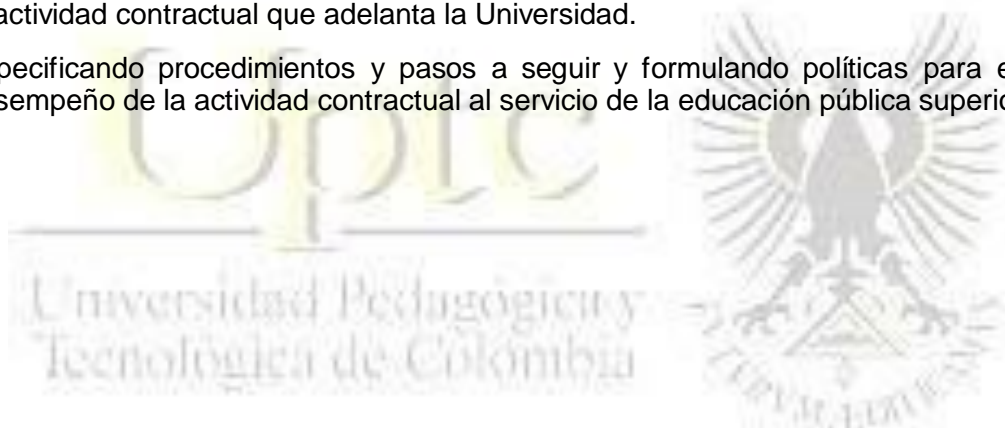 actividad contractual que adelanta la Universidad.
pecificando procedimientos y pasos a seguir y formulando políticas para e
sempeño de la actividad contractual al servicio de la educación pública superio
Uptc
Universidad Pedagógica y
Tecnológica de Colombia